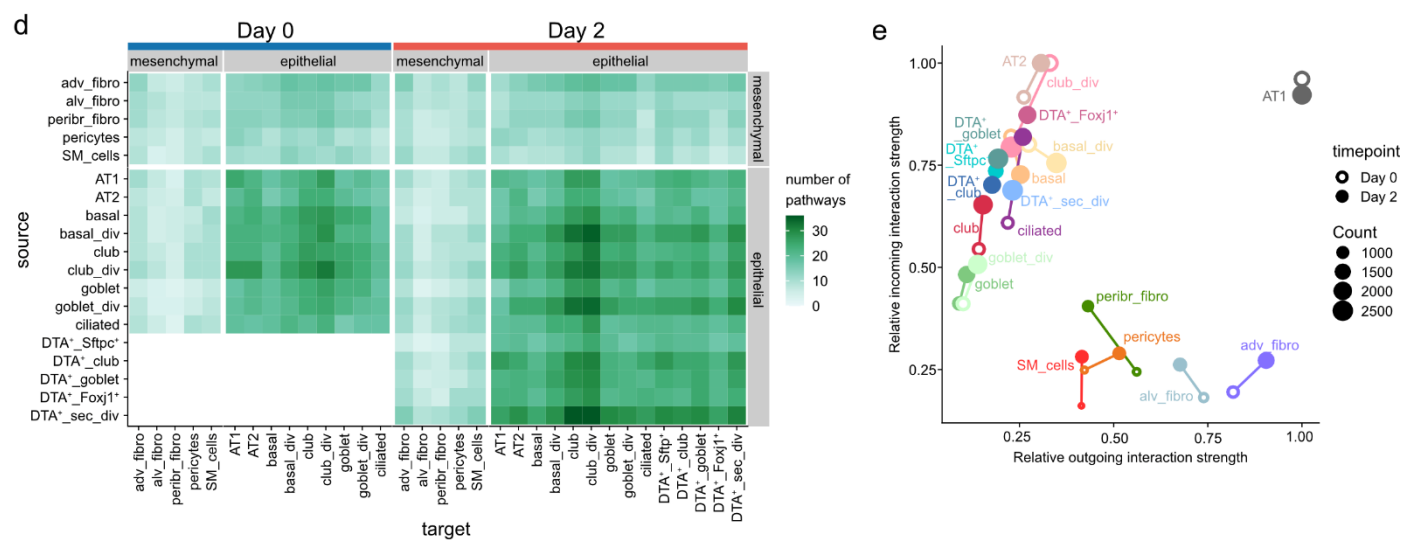 d
Day 0
Day 2
mesenchymal
epithelial
mesenchymal
epithelial
source
adv_fibro
alv_fibro
peribr_fibro
pericytes
SM_cells
AT1
AT2
basal
basal_div
club
club_div
goblet
goblet_div
ciliated
DTA⁺_Sftpc⁺
DTA⁺_club
DTA⁺_goblet
DTA⁺_Foxj1⁺
DTA⁺_sec_div
mesenchymal
epithelial
adv_fibro
alv_fibro
peribr_fibro
pericytes
SM_cells
AT1
AT2
basal
basal_div
club
club_div
goblet
goblet_div
ciliated
adv_fibro
alv_fibro
peribr_fibro
pericytes
SM_cells
AT1
AT2
basal
basal_div
club
club_div
goblet
goblet_div
ciliated
DTA⁺_Sftp⁺
DTA⁺_club
DTA⁺_goblet
DTA⁺_Foxj1⁺
DTA⁺_sec_div
target
number of
pathways
30
20
10
0
e
Relative incoming interaction strength
1.00
0.75
0.50
0.25
AT2
club_div
AT1
DTA⁺_Foxj1⁺
DTA⁺
_goblet
basal_div
DTA⁺
_Sftpc
basal
DTA⁺
_club
DTA⁺_sec_div
club
ciliated
goblet_div
goblet
peribr_fibro
pericytes
SM_cells
adv_fibro
alv_fibro
0.25
0.50
0.75
1.00
Relative outgoing interaction strength
timepoint
Day 0
Day 2
Count
1000
1500
2000
2500